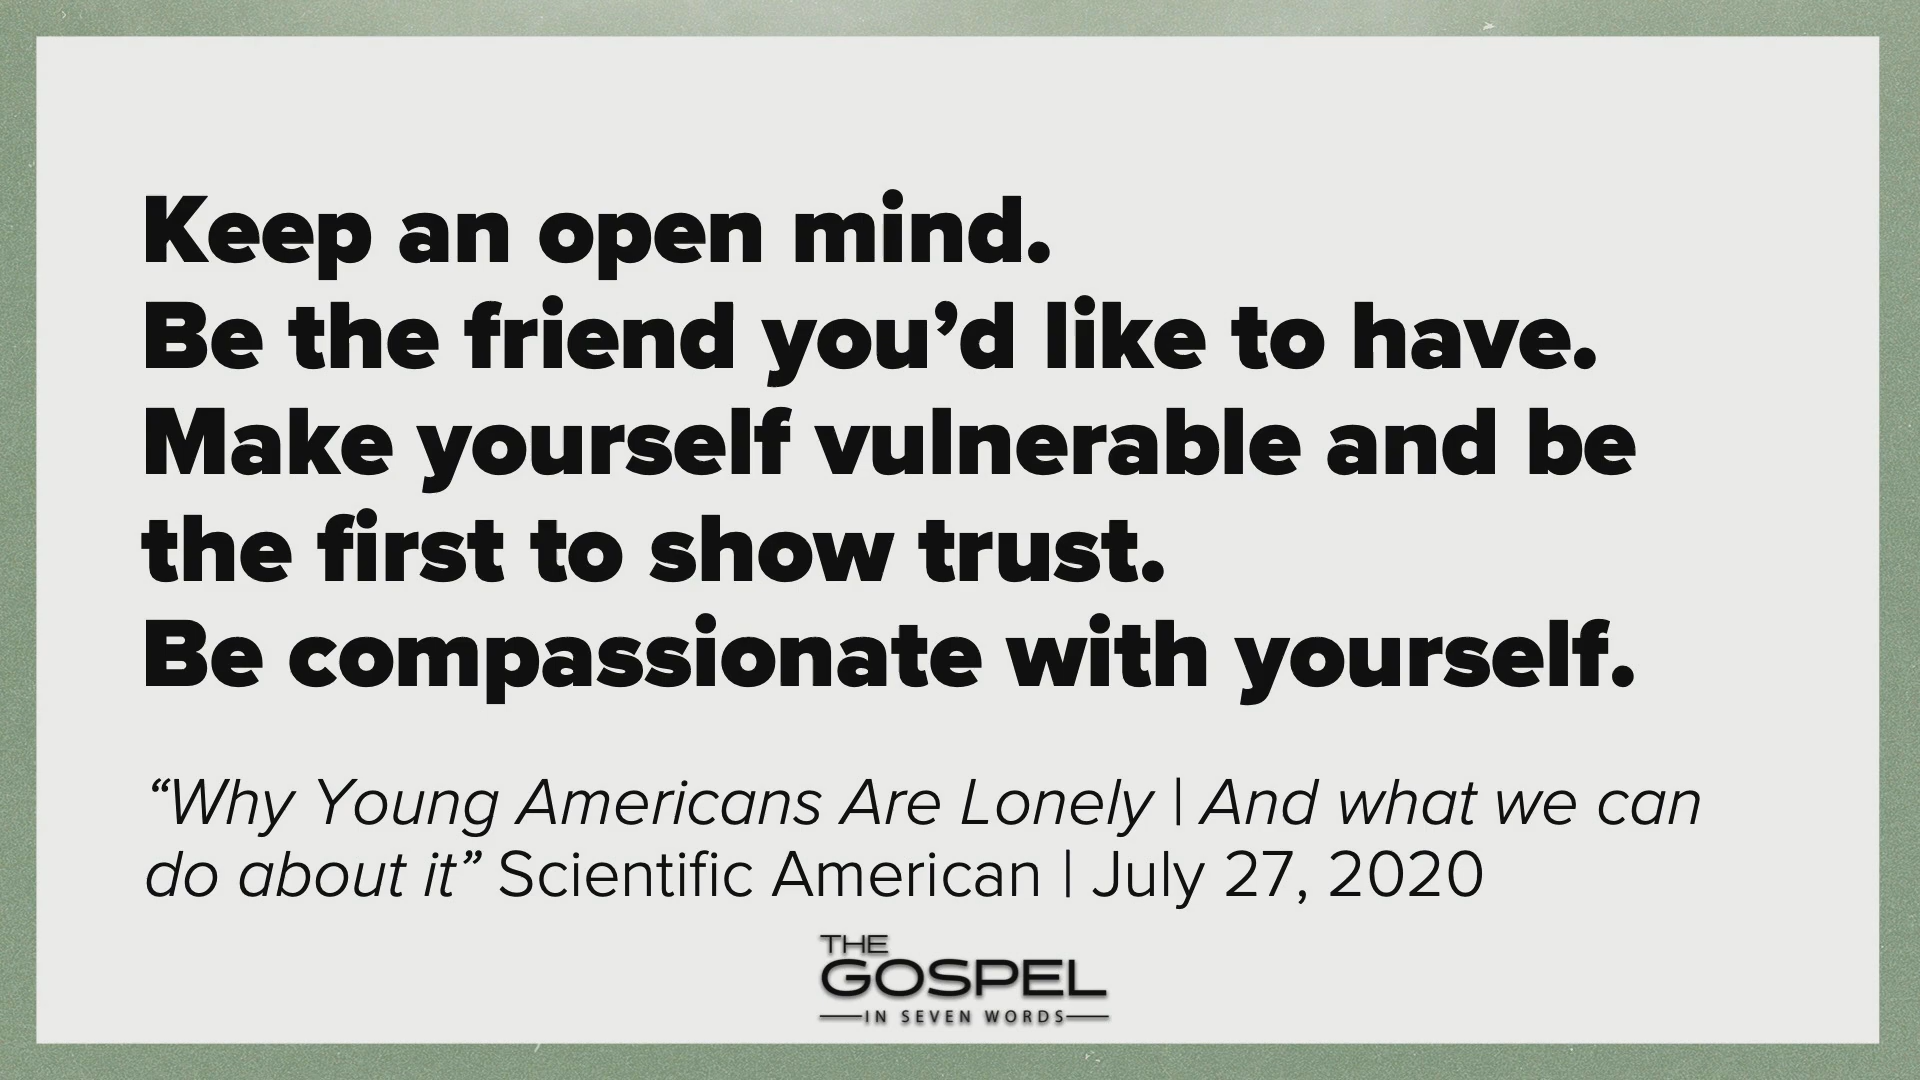 Keep an open mind.
Be the friend you’d like to have.
Make yourself vulnerable and be
the first to show trust.
Be compassionate with yourself.
“Why Young Americans Are Lonely | And what we can
do about it” Scientific American | July 27, 2020
THE
GOSPEL
IN SEVEN WORDS